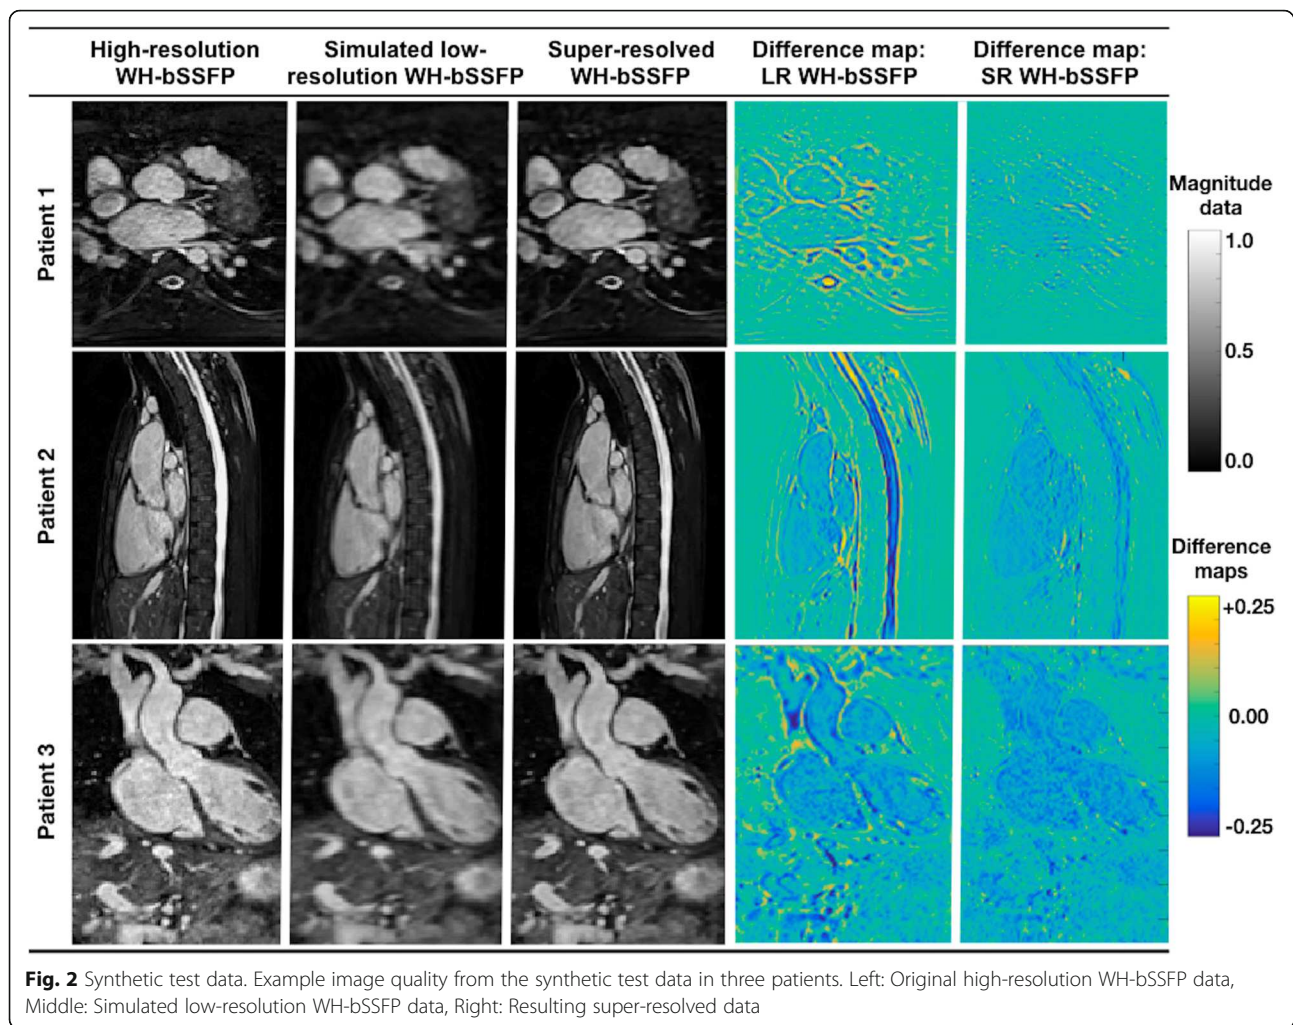 High-resolution WH-bSSFP
Simulated low-resolution WH-bSSFP
Super-resolved WH-bSSFP
Difference map: LR WH-bSSFP
Difference map: SR WH-bSSFP
Patient 1
Patient 2
Patient 3
Magnitude data
1.0
0.5
0.0
Difference maps
+0.25
0.00
-0.25
Fig. 2 Synthetic test data. Example image quality from the synthetic test data in three patients. Left: Original high-resolution WH-bSSFP data,
Middle: Simulated low-resolution WH-bSSFP data, Right: Resulting super-resolved data